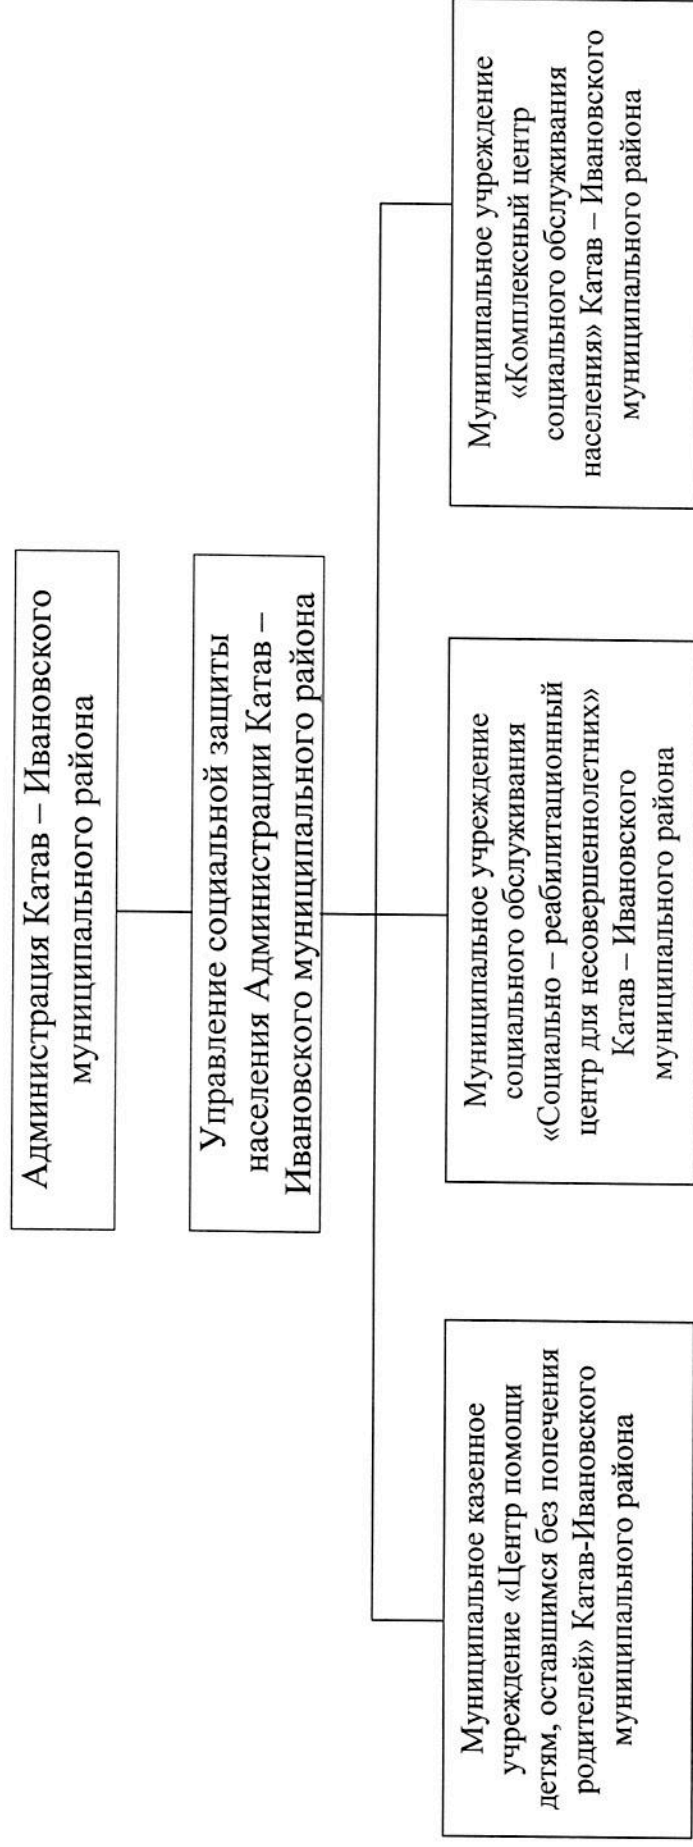 Администрация Катав – Ивановского
муниципального района
Управление социальной защиты
населения Администрации Катав –
Ивановского муниципального района
Муниципальное казенное
учреждение «Центр помощи
детям, оставшимся без попечения
родителей» Катав-Ивановского
муниципального района
Муниципальное учреждение
социального обслуживания
«Социально – реабилитационный
центр для несовершеннолетних»
Катав – Ивановского
муниципального района
Муниципальное учреждение
«Комплексный центр
социального обслуживания
населения» Катав – Ивановского
муниципального района